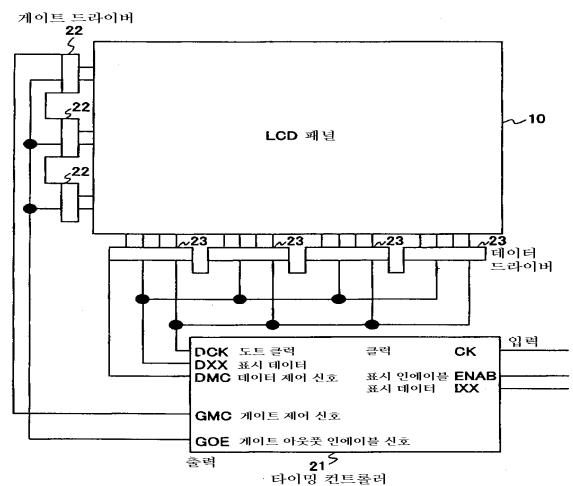 게이트 드라이버
22
22
22
LCD 패널
10
23
23
23
23
데이터
드라이버
DCK 도트 클럭
클럭 CK
입력
DXX 표시 데이터
DMC 데이터 제어 신호
표시 인에이블 ENAB
표시 데이터 IXX
GMC 게이트 제어 신호
GOE 게이트 아웃풋 인에이블 신호
출력
21
타이밍 컨트롤러